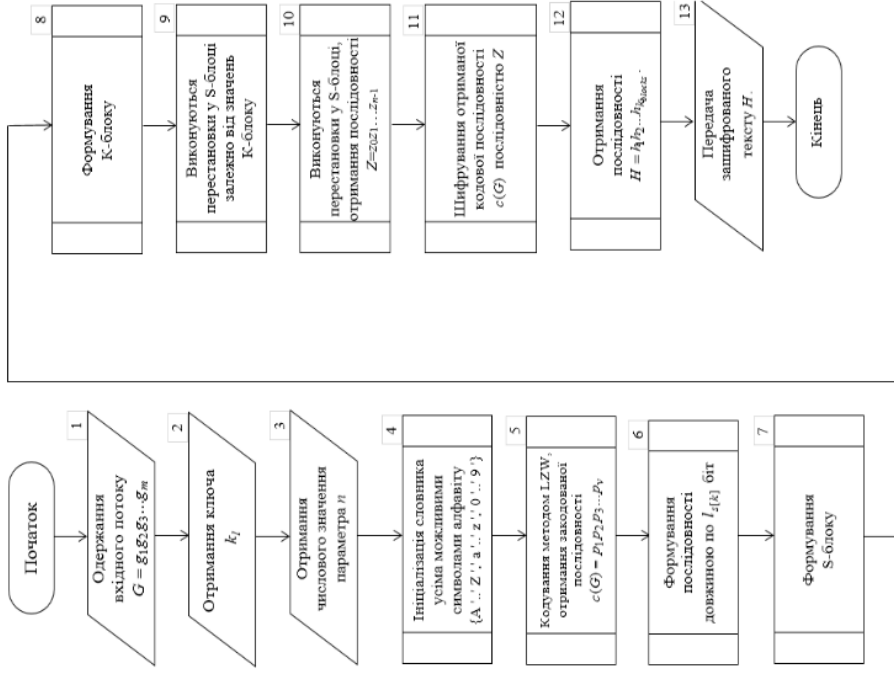 Початок
1
Одержання
вхідного потоку
G = g₁g₂g₃...gₘ
2
Отримання ключа
kₗ
3
Отримання
числового значення
параметра n
4
Ініціалізація словника
усіма можливими
символами алфавіту
{'A'..'Z','a'..'z','0'..'9'}
5
Кодування методом LZW,
отримання закодованої
послідовності
c(G) = p₁p₂p₃...pᵥ
6
Формування
послідовності
довжиною по l_{z[k]} біт
7
Формування
S-блоку
8
Формування
К-блоку
9
Виконуються
перестановки у S-блоці
залежно від значень
К-блоку
10
Виконуються
перестановки у S-блоці,
отримання послідовності
Z=z₀z₁...zₙ₋₁
11
Шифрування отриманої
кодової послідовності
c(G) послідовністю Z
12
Отримання
послідовності
H = h₁h₂...
13
Передача
зашифрованого
тексту H.
Кінець